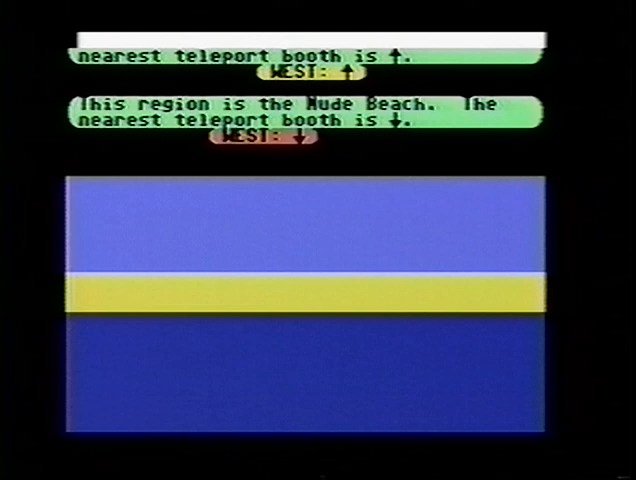 nearest teleport booth is ↑.
WEST: ↑
This region is the Nude Beach.  The
nearest teleport booth is ↓.
WEST: ↓